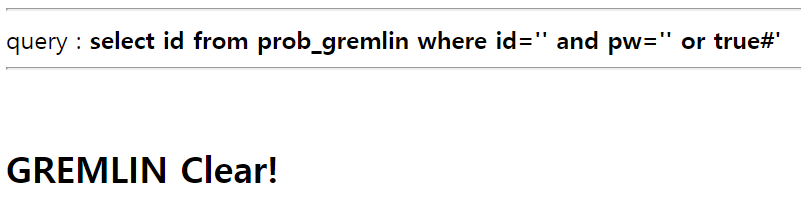 query : select id from prob_gremlin where id='' and pw='' or true#'
GREMLIN Clear!